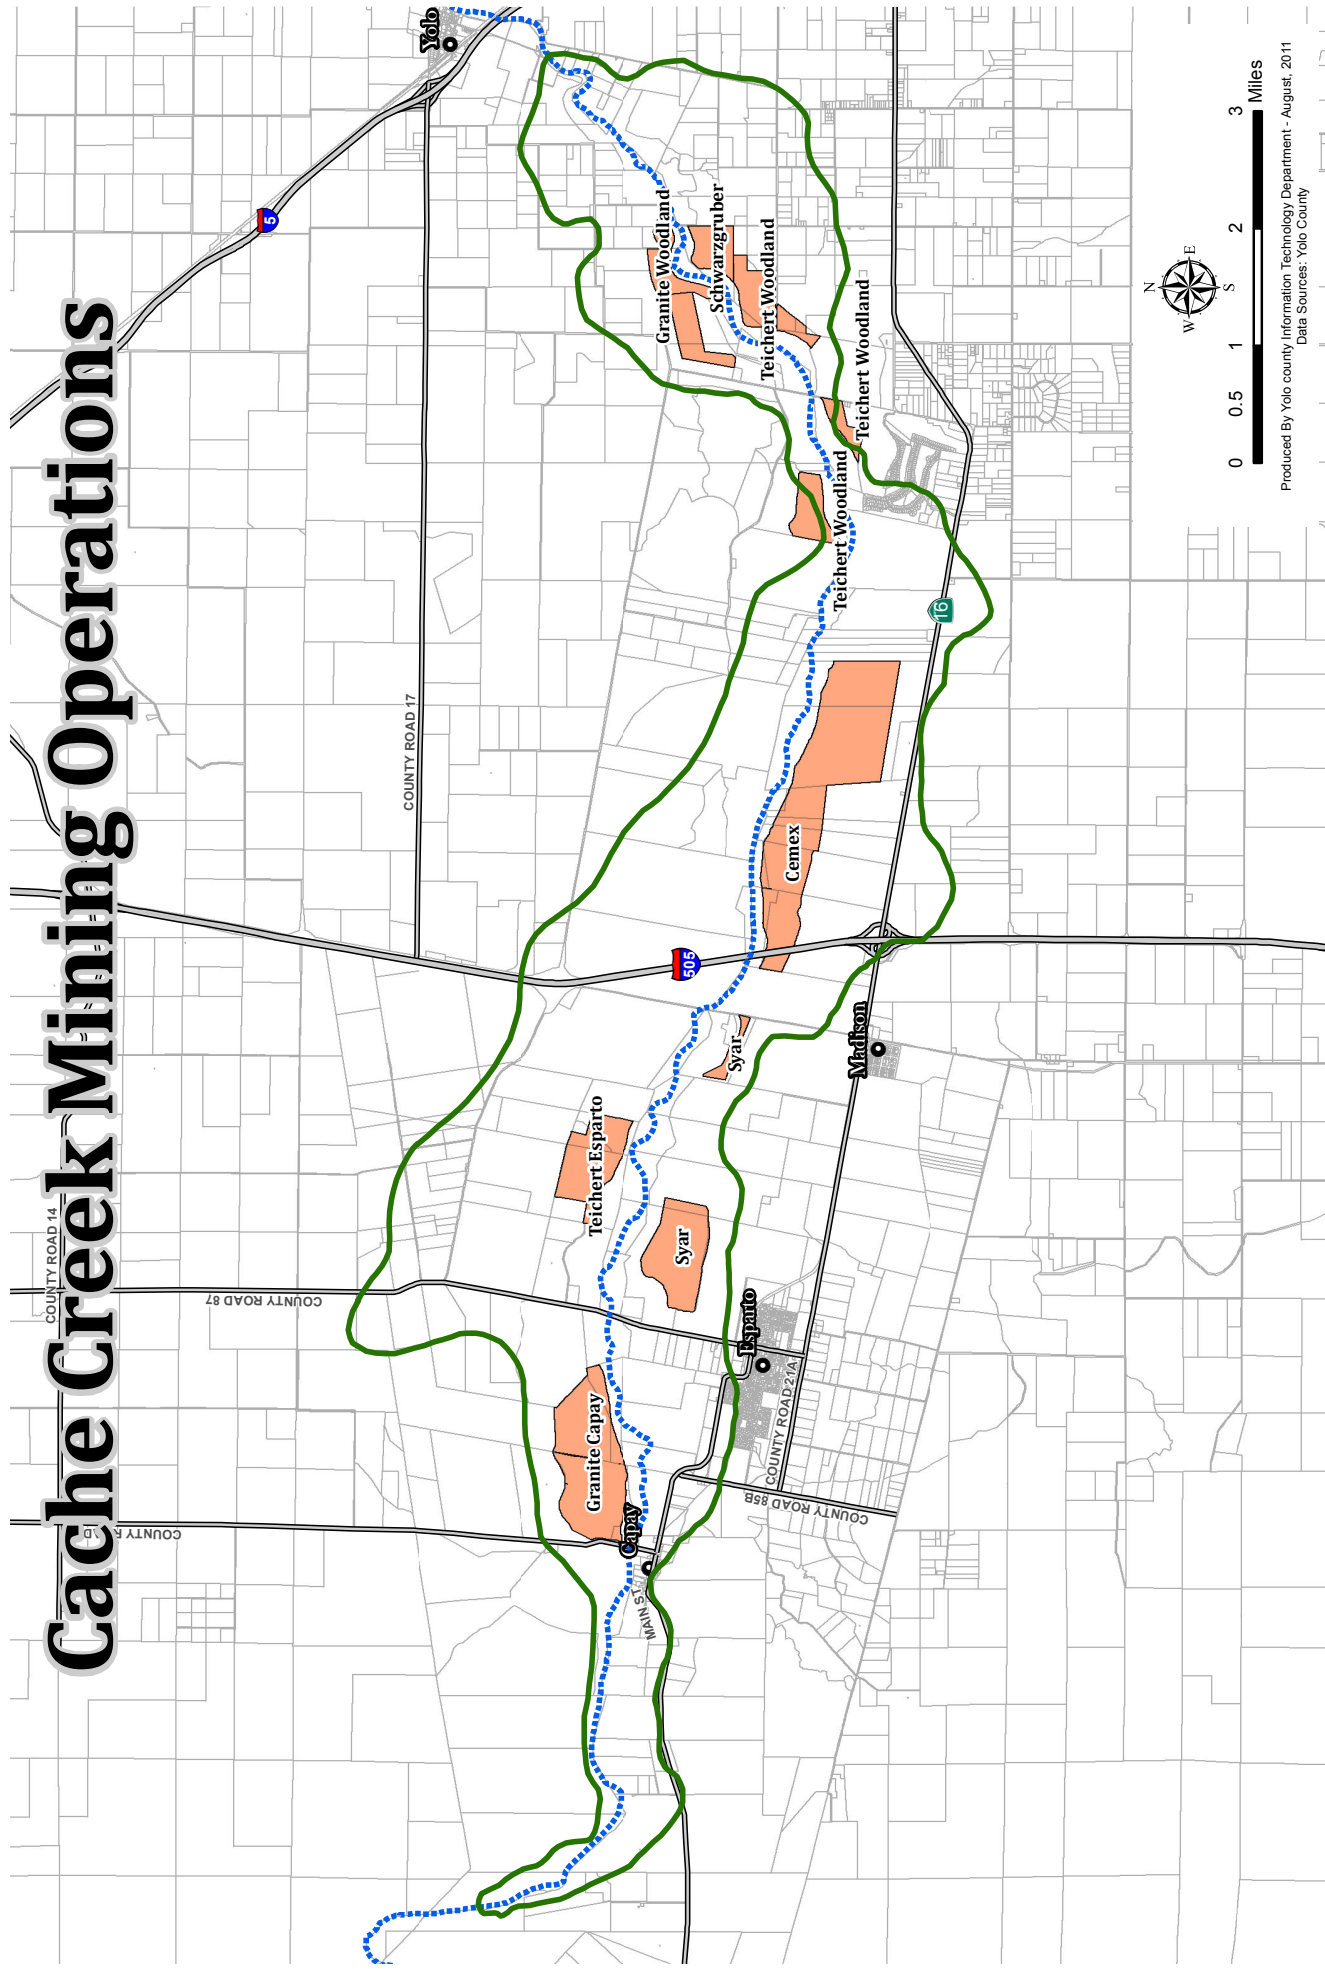 Cache Creek Mining Operations
COUNTY ROAD 14
COUNTY ROAD 87
COUNTY ROAD 17
5
Yolo
505
16
Granite Woodland
Schwarzgruber
Teichert Woodland
Teichert Woodland
Teichert Woodland
Cemex
Syar
Teichert Esparto
Syar
Granite Capay
Capay
MAIN ST
Esparto
Madison
COUNTY ROAD 21A
COUNTY ROAD 85B
N
W
E
S
0 0.5 1 2 3
Miles
Produced By Yolo county Information Technology Department - August, 2011
Data Sources: Yolo County